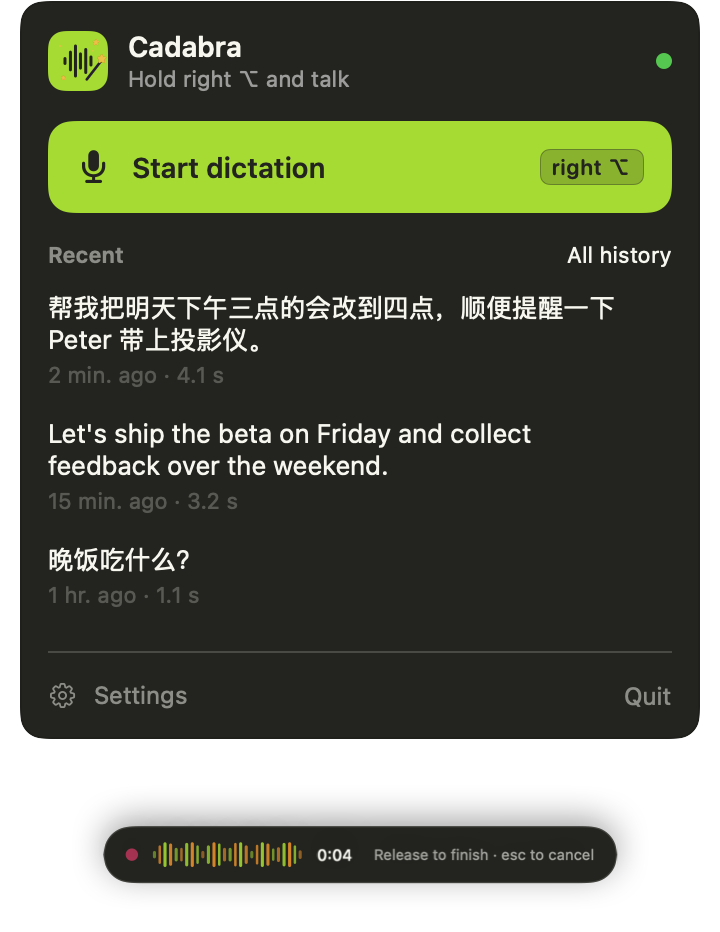 Cadabra
Hold right ⌥ and talk
Start dictation
right ⌥
Recent
All history
帮我把明天下午三点的会改到四点，顺便提醒一下
Peter 带上投影仪。
2 min. ago · 4.1 s
Let's ship the beta on Friday and collect
feedback over the weekend.
15 min. ago · 3.2 s
晚饭吃什么？
1 hr. ago · 1.1 s
Settings
Quit
0:04
Release to finish · esc to cancel